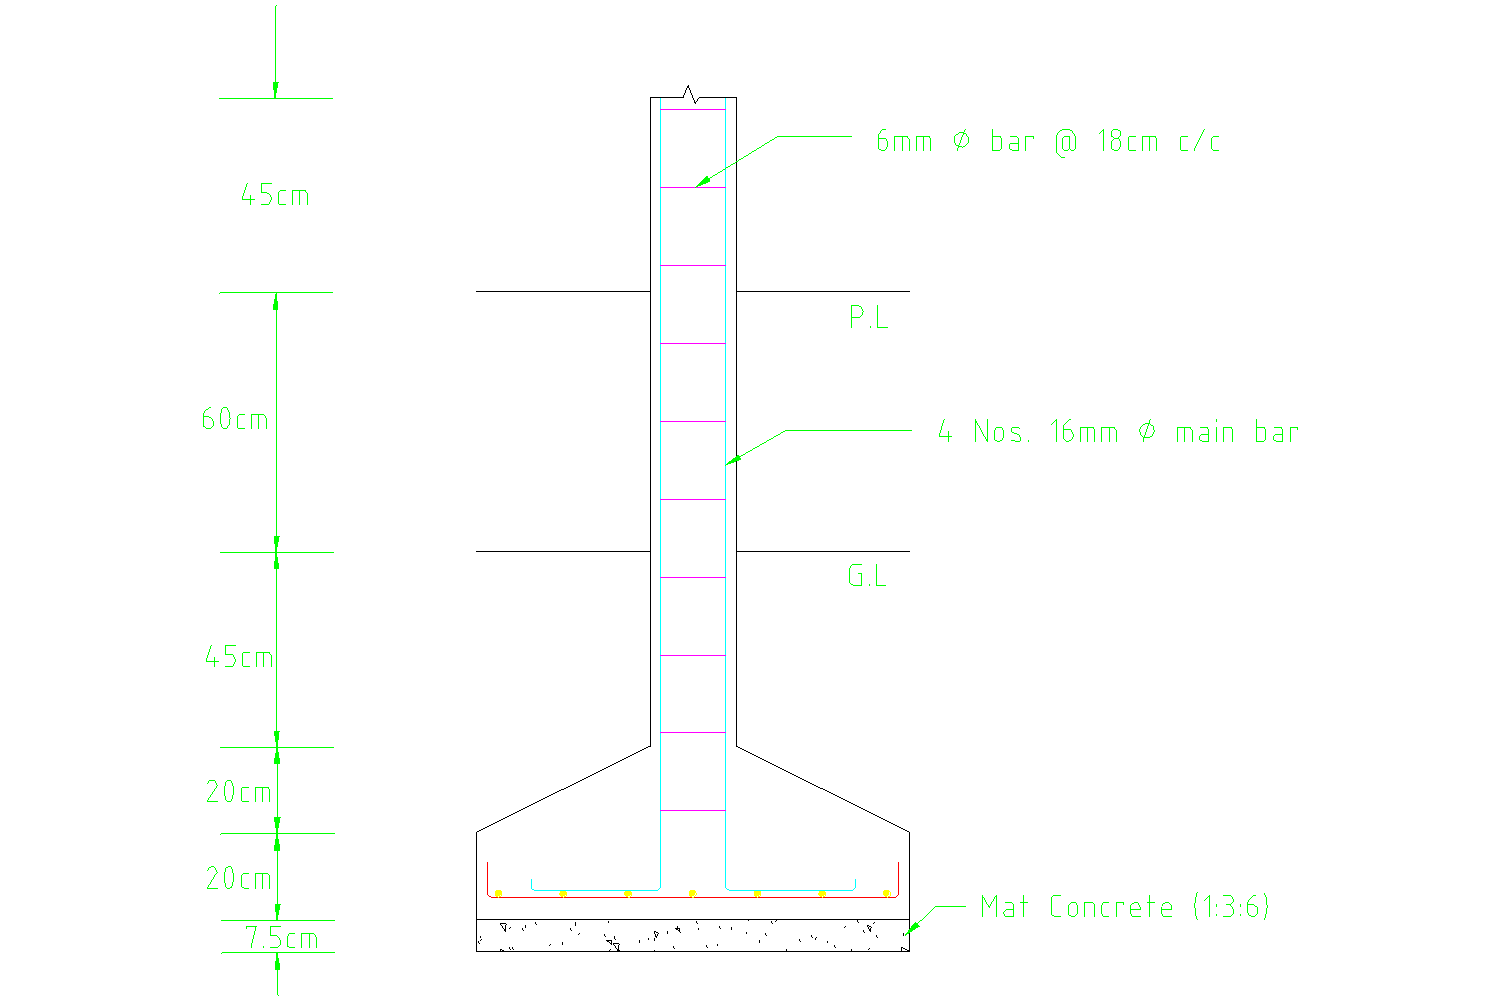 6mm Ø bar @ 18cm c/c
45cm
P.L
60cm
4 Nos. 16mm Ø main bar
G.L
45cm
20cm
20cm
Mat Concrete (1:3:6)
7.5cm